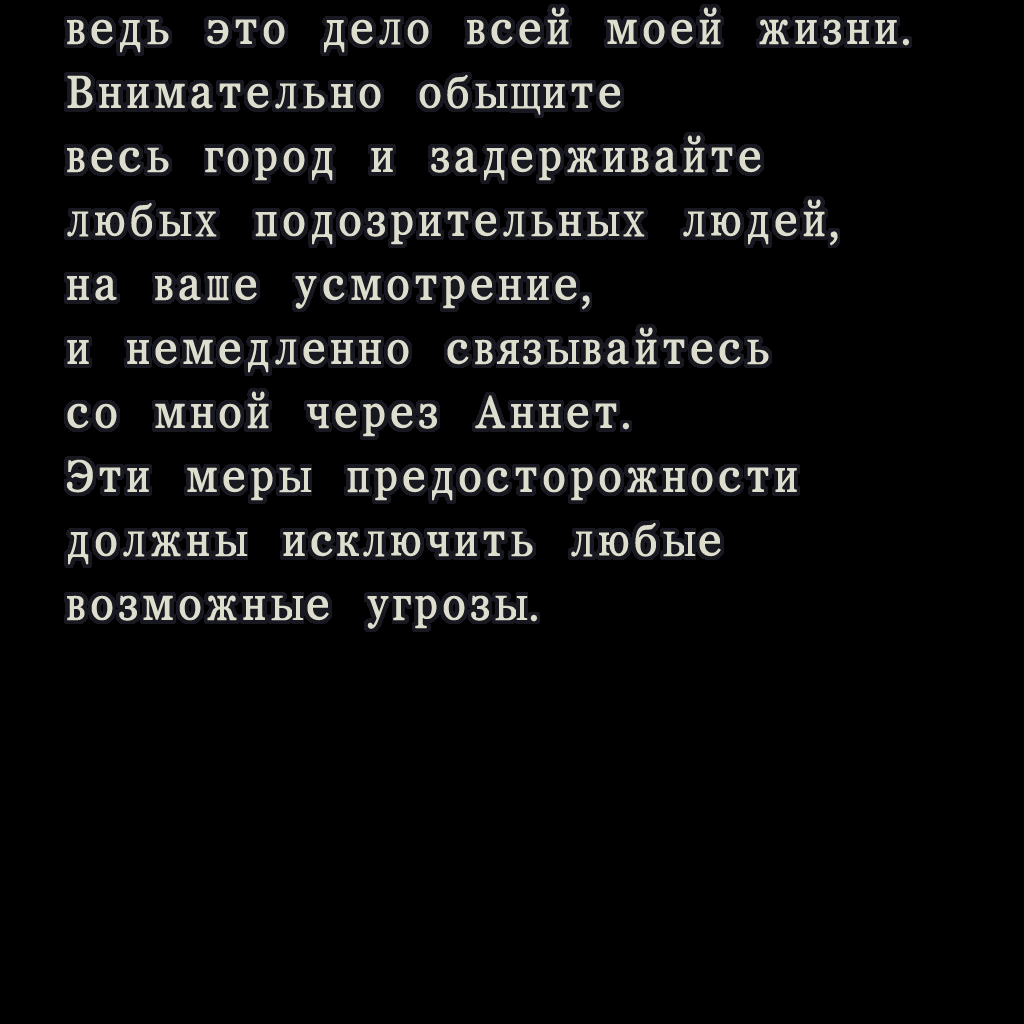 ведь это дело всей моей жизни.
Внимательно обыщите
весь город и задерживайте
любых подозрительных людей,
на ваше усмотрение,
и немедленно связывайтесь
со мной через Аннет.
Эти меры предосторожности
должны исключить любые
возможные угрозы.